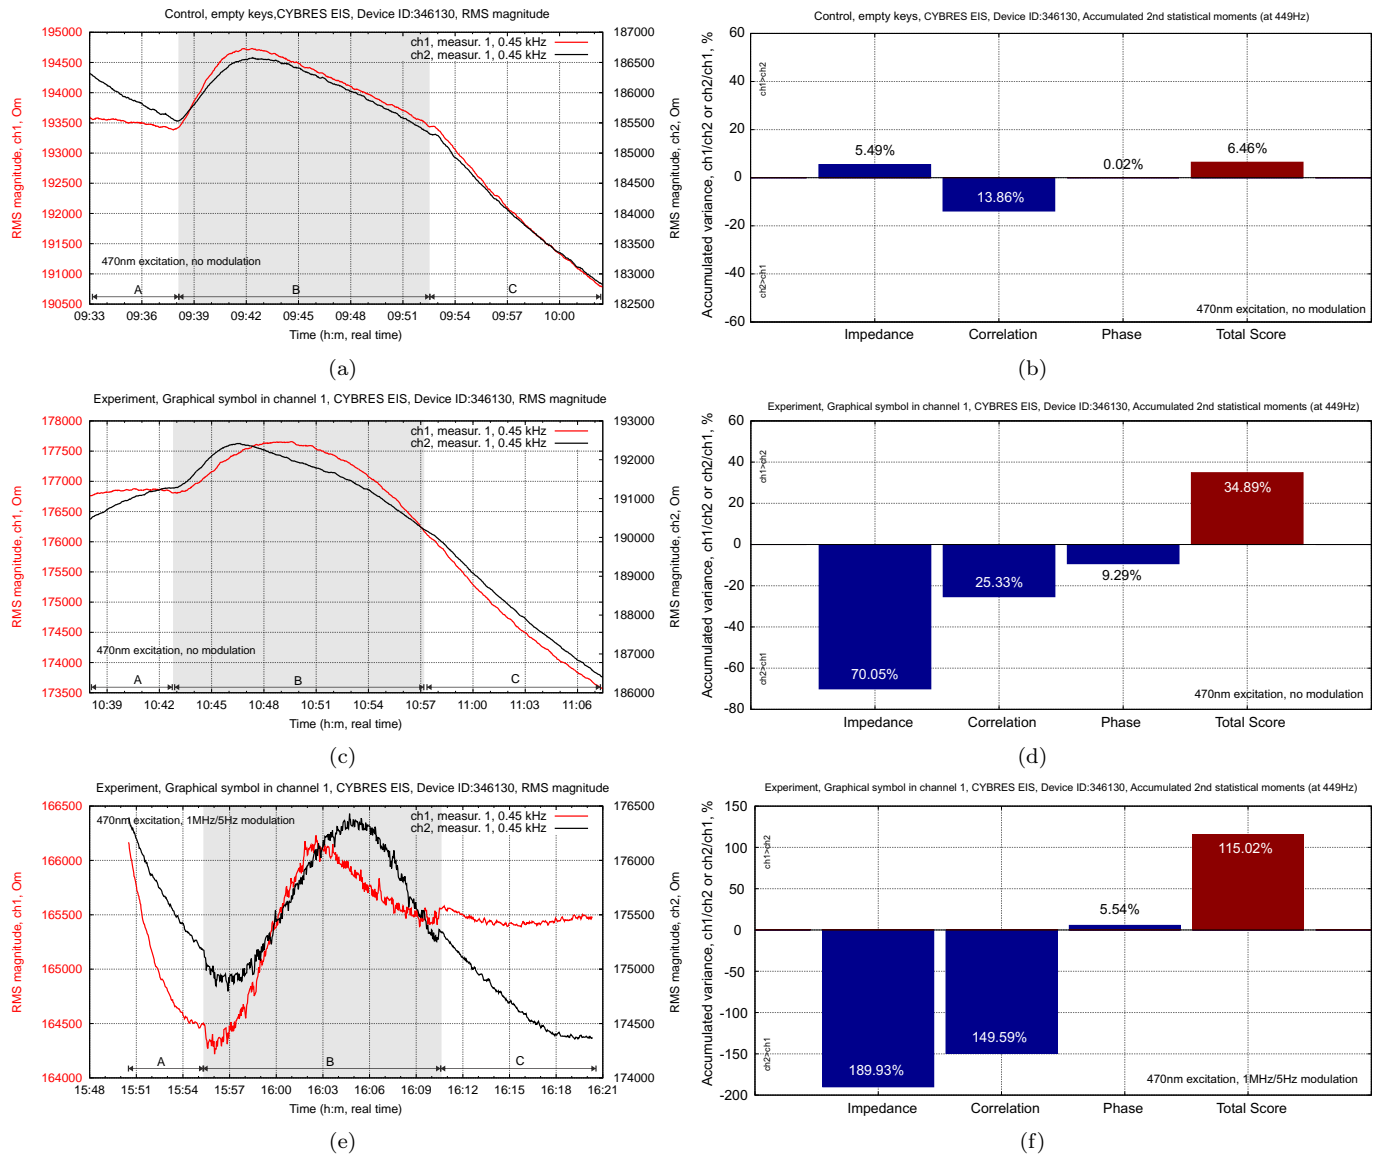 Control, empty keys,CYBRES EIS, Device ID:346130, RMS magnitude
RMS magnitude, ch1, Om
195000
194500
194000
193500
193000
192500
192000
191500
191000
190500
ch1, measur. 1, 0.45 kHz
ch2, measur. 1, 0.45 kHz
470nm excitation, no modulation
A B C
187000
186500
186000
185500
185000
184500
184000
183500
183000
182500
RMS magnitude, ch2, Om
09:33 09:36 09:39 09:42 09:45 09:48 09:51 09:54 09:57 10:00
Time (h:m, real time)
(a)
Control, empty keys, CYBRES EIS, Device ID:346130, Accumulated 2nd statistical moments (at 449Hz)
Accumulated variance, ch1/ch2 or ch2/ch1, %
60
40
20
0
-20
-40
-60
ch1>ch2
ch2>ch1
5.49%
13.86%
0.02%
6.46%
470nm excitation, no modulation
Impedance Correlation Phase Total Score
(b)
Experiment, Graphical symbol in channel 1, CYBRES EIS, Device ID:346130, RMS magnitude
RMS magnitude, ch1, Om
178000
177500
177000
176500
176000
175500
175000
174500
174000
173500
ch1, measur. 1, 0.45 kHz
ch2, measur. 1, 0.45 kHz
470nm excitation, no modulation
A B C
193000
192000
191000
190000
189000
188000
187000
186000
RMS magnitude, ch2, Om
10:39 10:42 10:45 10:48 10:51 10:54 10:57 11:00 11:03 11:06
Time (h:m, real time)
(c)
Experiment, Graphical symbol in channel 1, CYBRES EIS, Device ID:346130, Accumulated 2nd statistical moments (at 449Hz)
Accumulated variance, ch1/ch2 or ch2/ch1, %
60
40
20
0
-20
-40
-60
-80
ch1>ch2
ch2>ch1
70.05%
25.33%
9.29%
34.89%
470nm excitation, no modulation
Impedance Correlation Phase Total Score
(d)
Experiment, Graphical symbol in channel 1, CYBRES EIS, Device ID:346130, RMS magnitude
RMS magnitude, ch1, Om
166500
166000
165500
165000
164500
164000
470nm excitation, 1MHz/5Hz modulation
ch1, measur. 1, 0.45 kHz
ch2, measur. 1, 0.45 kHz
A B C
176500
176000
175500
175000
174500
174000
RMS magnitude, ch2, Om
15:48 15:51 15:54 15:57 16:00 16:03 16:06 16:09 16:12 16:15 16:18 16:21
Time (h:m, real time)
(e)
Experiment, Graphical symbol in channel 1, CYBRES EIS, Device ID:346130, Accumulated 2nd statistical moments (at 449Hz)
Accumulated variance, ch1/ch2 or ch2/ch1, %
150
100
50
0
-50
-100
-150
-200
ch1>ch2
ch2>ch1
189.93%
149.59%
5.54%
115.02%
470nm excitation, 1MHz/5Hz modulation
Impedance Correlation Phase Total Score
(f)